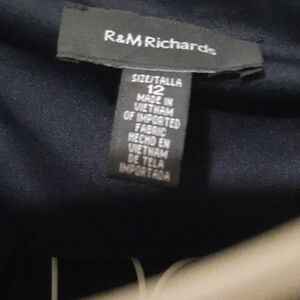 R&M Richards
SIZE/TALLA
12
MADE IN
VIETNAM
OF IMPORTED
FABRIC
HECHO EN
VIETNAM
DE TELA
IMPORTADA